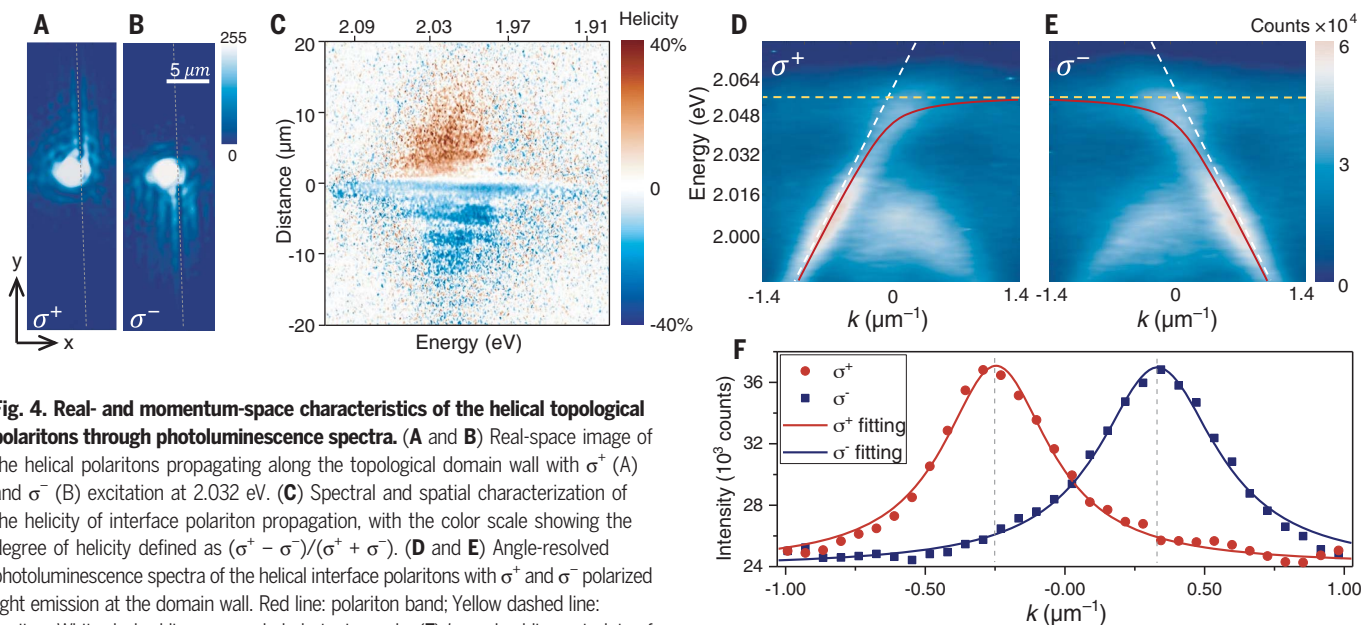 A
B
255
0
5 μm
y
x
σ+
σ−
C
2.09
2.03
1.97
1.91
Helicity
40%
0
-40%
20
10
0
-10
-20
Distance (μm)
Energy (eV)
D
σ+
E
σ−
Counts ×10⁴
6
3
0
2.064
2.048
2.032
2.016
2.000
Energy (eV)
-1.4
0
1.4
-1.4
0
1.4
k (μm⁻¹)
k (μm⁻¹)
F
σ+
σ−
σ+ fitting
σ− fitting
36
32
28
24
Intensity (10³ counts)
-1.00
-0.50
-0.00
0.50
1.00
k (μm⁻¹)
Fig. 4. Real- and momentum-space characteristics of the helical topological
polaritons through photoluminescence spectra. (A and B) Real-space image of
the helical polaritons propagating along the topological domain wall with σ+ (A)
and σ− (B) excitation at 2.032 eV. (C) Spectral and spatial characterization of
the helicity of interface polariton propagation, with the color scale showing the
degree of helicity defined as (σ+ − σ−)/(σ+ + σ−). (D and E) Angle-resolved
photoluminescence spectra of the helical interface polaritons with σ+ and σ− polarized
light emission at the domain wall. Red line: polariton band; Yellow dashed line: